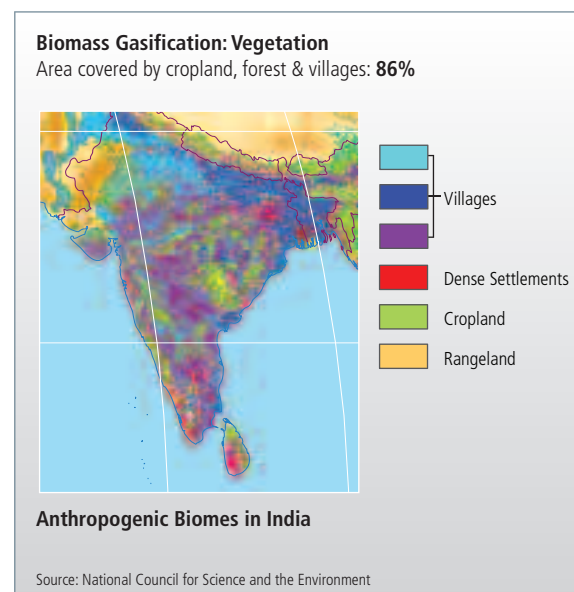 Biomass Gasification: Vegetation
Area covered by cropland, forest & villages: 86%
Villages
Dense Settlements
Cropland
Rangeland
Anthropogenic Biomes in India
Source: National Council for Science and the Environment